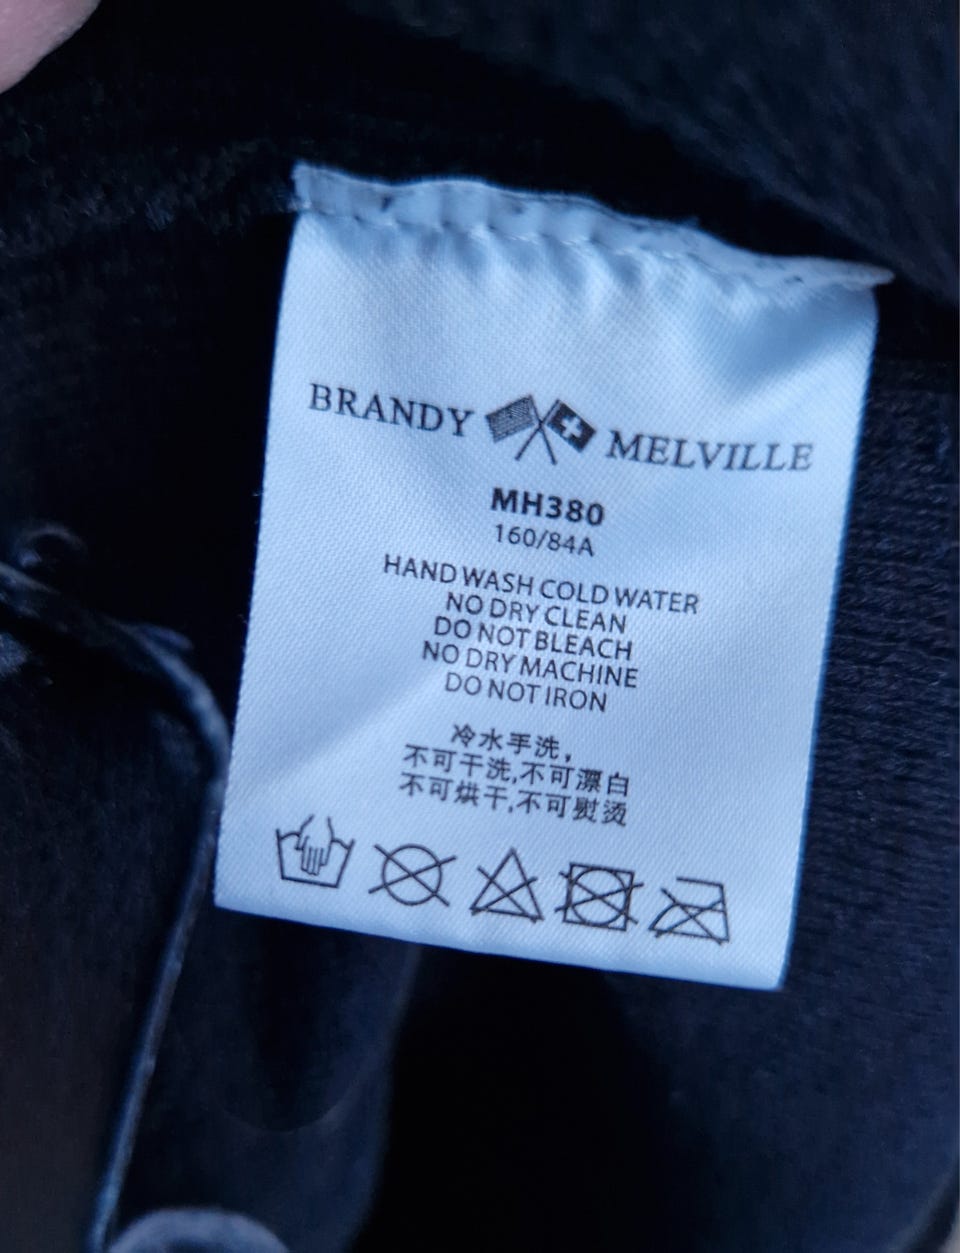 BRANDY MELVILLE
MH380
160/84A
HAND WASH COLD WATER
NO DRY CLEAN
DO NOT BLEACH
NO DRY MACHINE
DO NOT IRON
冷水手洗，
不可干洗,不可漂白
不可烘干,不可熨烫